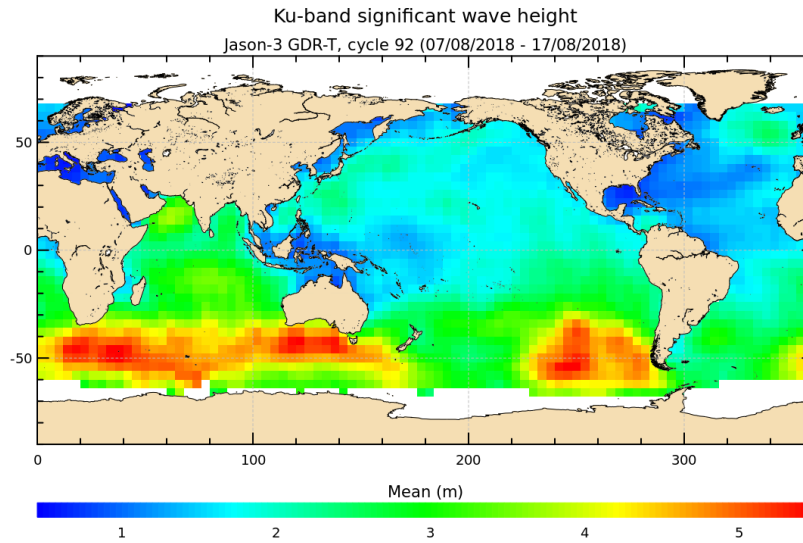 Ku-band significant wave height
Jason-3 GDR-T, cycle 92 (07/08/2018 - 17/08/2018)
50
0
-50
0 100 200 300
Mean (m)
1 2 3 4 5